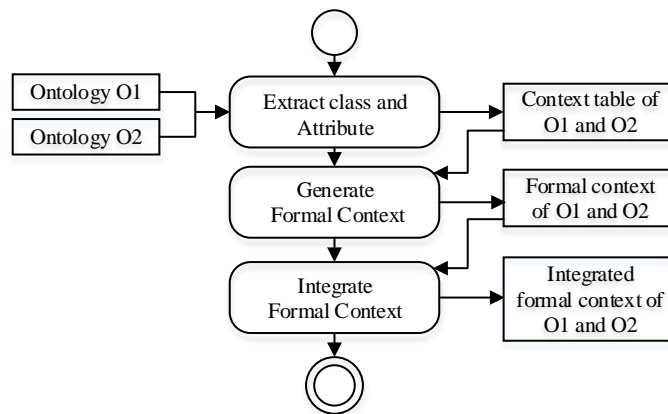 Ontology O1
Ontology O2
Extract class and
Attribute
Context table of
O1 and O2
Generate
Formal Context
Formal context
of O1 and O2
Integrate
Formal Context
Integrated
formal context of
O1 and O2